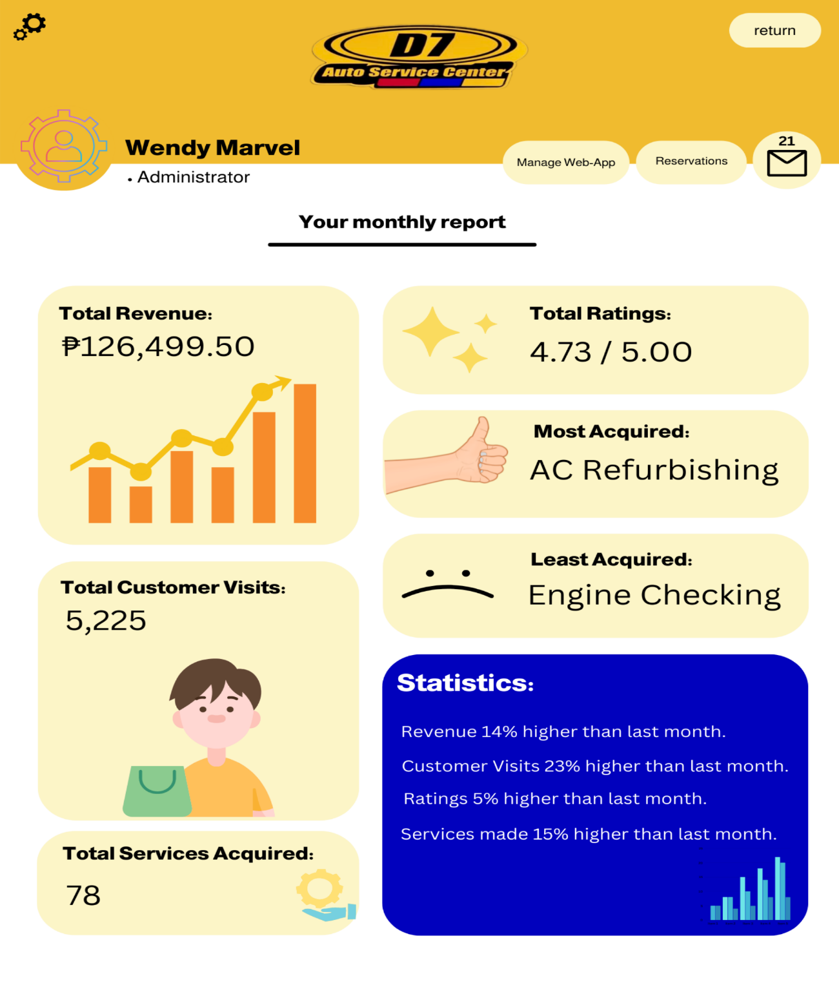 return
D7
Auto Service Center
Wendy Marvel
• Administrator
Manage Web-App
Reservations
21
Your monthly report
Total Revenue:
₱126,499.50
Total Ratings:
4.73 / 5.00
Most Acquired:
AC Refurbishing
Least Acquired:
Engine Checking
Total Customer Visits:
5,225
Total Services Acquired:
78
Statistics:
Revenue 14% higher than last month.
Customer Visits 23% higher than last month.
Ratings 5% higher than last month.
Services made 15% higher than last month.